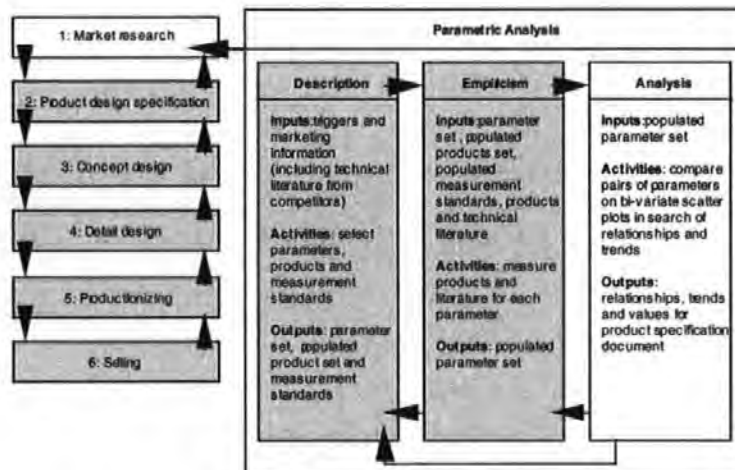 1: Market research
2: Product design specification
3: Concept design
4: Detail design
5: Productionizing
6: Selling
Parametric Analysis
Description
Inputs:triggers and
marketing
information
(including technical
literature from
competitors)
Activities: select
parameters,
products and
measurement
standards
Outputs: parameter
set, populated
product set and
measurement
standards
Empiricism
Inputs:parameter
set , populated
products set,
populated
measurement
standards, products
and technical
literature
Activities: measure
products and
literature for each
parameter
Outputs: populated
parameter set
Analysis
Inputs:populated
parameter set
Activities: compare
pairs of parameters
on bi-variate scatter
plots in search of
relationships and
trends
Outputs:
relationships, trends
and values for
product specification
document